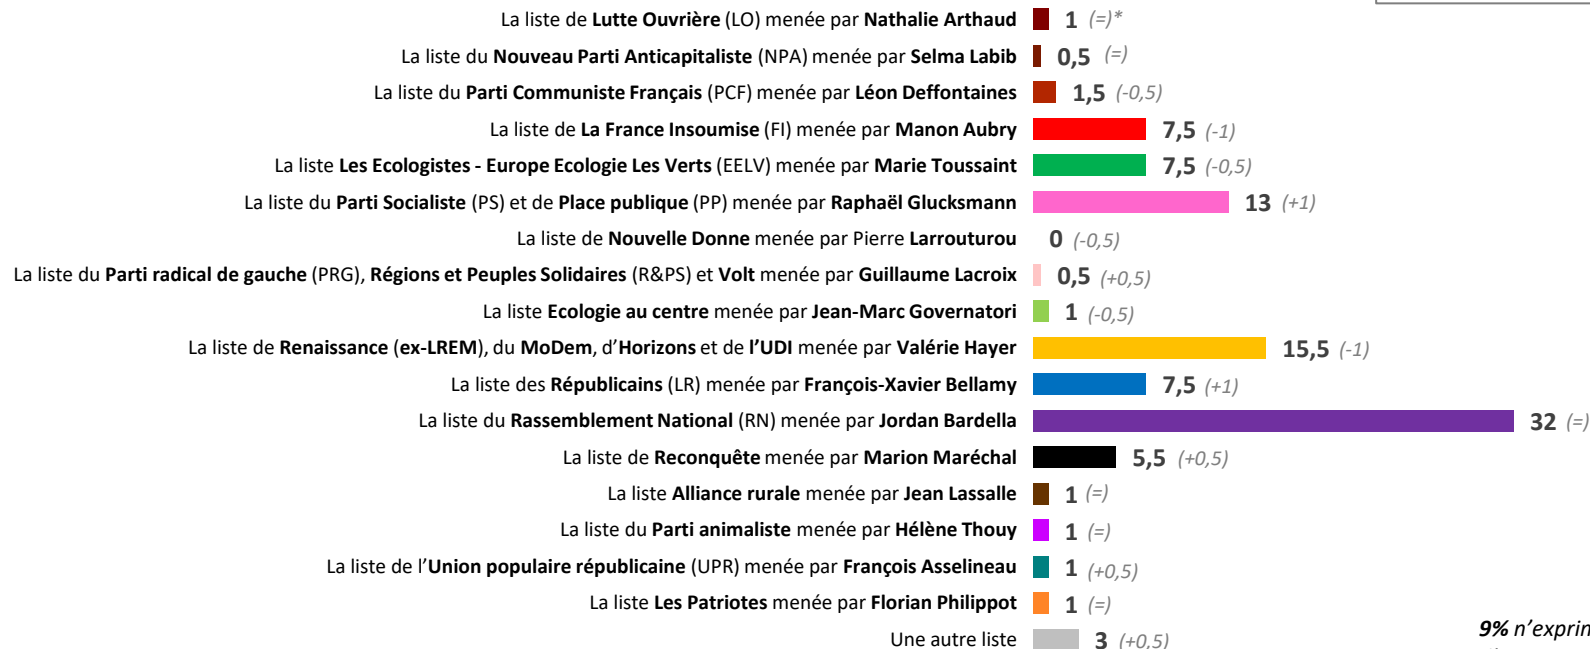 La liste de Lutte Ouvrière (LO) menée par Nathalie Arthaud 1 (=)*
La liste du Nouveau Parti Anticapitaliste (NPA) menée par Selma Labib 0,5 (=)
La liste du Parti Communiste Français (PCF) menée par Léon Deffontaines 1,5 (-0,5)
La liste de La France Insoumise (FI) menée par Manon Aubry 7,5 (-1)
La liste Les Ecologistes - Europe Ecologie Les Verts (EELV) menée par Marie Toussaint 7,5 (-0,5)
La liste du Parti Socialiste (PS) et de Place publique (PP) menée par Raphaël Glucksmann 13 (+1)
La liste de Nouvelle Donne menée par Pierre Larrouturou 0 (-0,5)
La liste du Parti radical de gauche (PRG), Régions et Peuples Solidaires (R&PS) et Volt menée par Guillaume Lacroix 0,5 (+0,5)
La liste Ecologie au centre menée par Jean-Marc Governatori 1 (-0,5)
La liste de Renaissance (ex-LREM), du MoDem, d'Horizons et de l'UDI menée par Valérie Hayer 15,5 (-1)
La liste des Républicains (LR) menée par François-Xavier Bellamy 7,5 (+1)
La liste du Rassemblement National (RN) menée par Jordan Bardella 32 (=)
La liste de Reconquête menée par Marion Maréchal 5,5 (+0,5)
La liste Alliance rurale menée par Jean Lassalle 1 (=)
La liste du Parti animaliste menée par Hélène Thouy 1 (=)
La liste de l'Union populaire républicaine (UPR) menée par François Asselineau 1 (+0,5)
La liste Les Patriotes menée par Florian Philippot 1 (=)
Une autre liste 3 (+0,5)
9% n'exprim